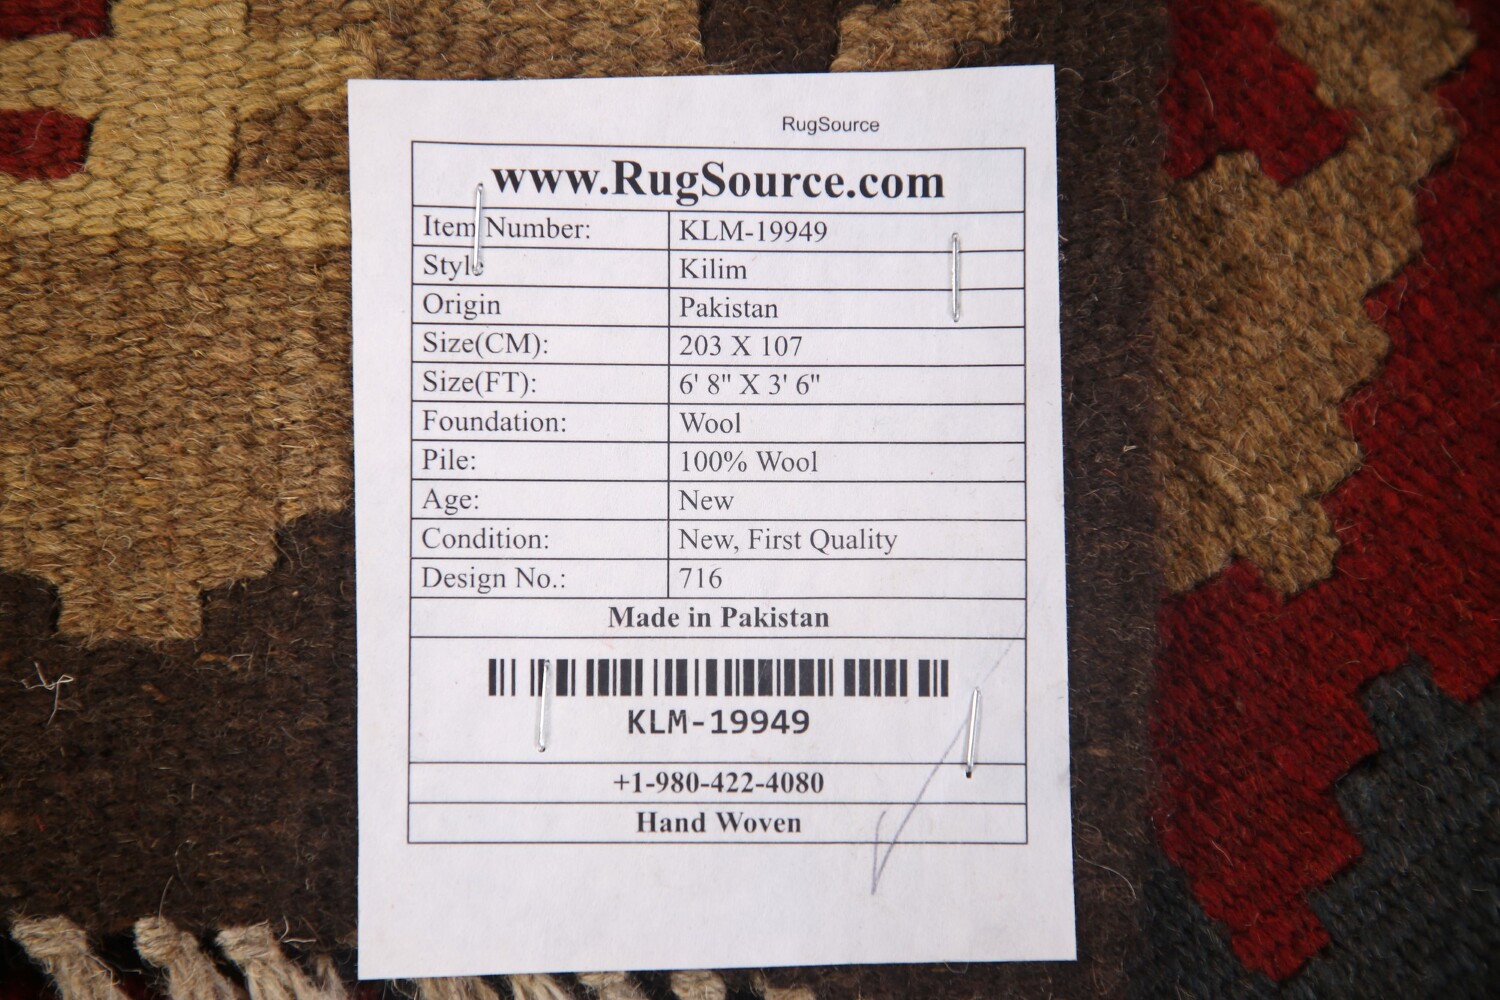 RugSource
www.RugSource.com
Item Number: KLM-19949
Style Kilim
Origin Pakistan
Size(CM): 203 X 107
Size(FT): 6' 8" X 3' 6"
Foundation: Wool
Pile: 100% Wool
Age: New
Condition: New, First Quality
Design No.: 716
Made in Pakistan
KLM-19949
+1-980-422-4080
Hand Woven